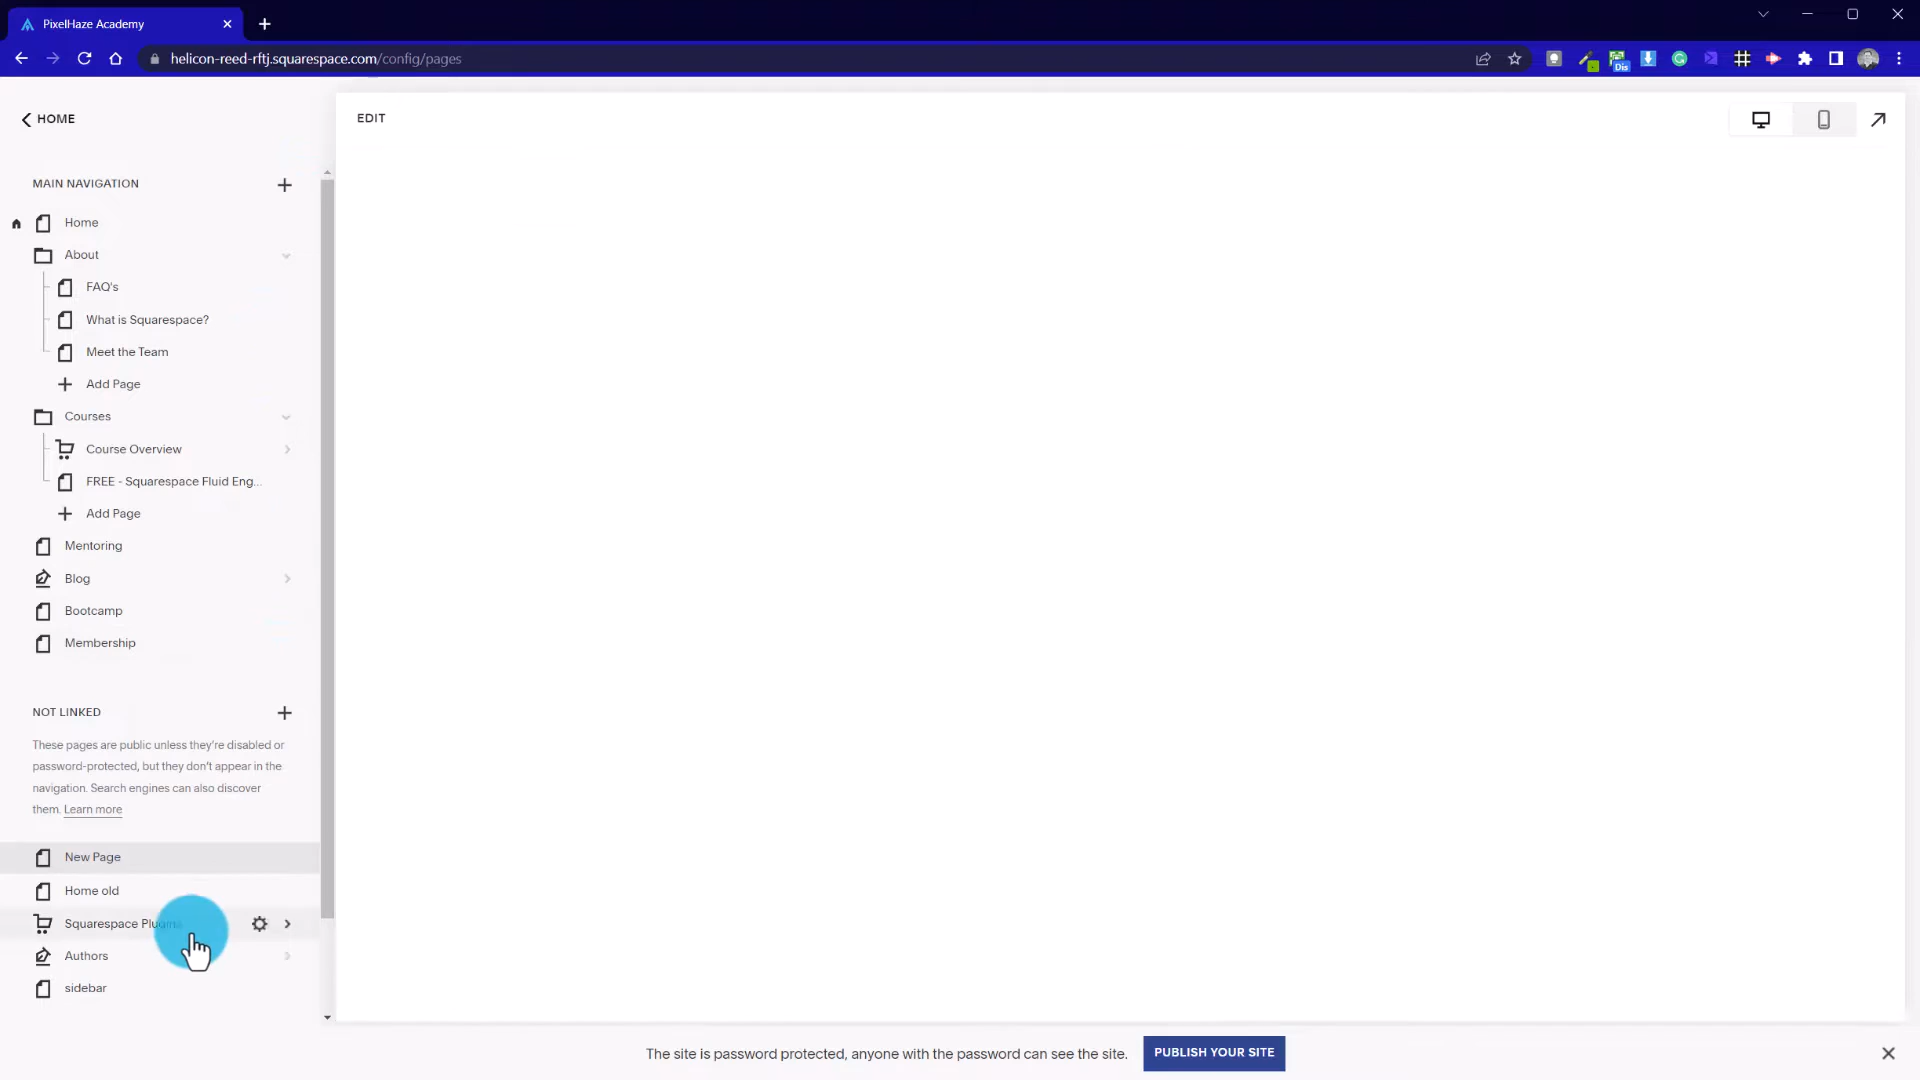 PixelHaze Academy
helicon-reed-rftj.squarespace.com/config/pages
Dis
HOME
EDIT
MAIN NAVIGATION
Home
About
FAQ's
What is Squarespace?
Meet the Team
Add Page
Courses
Course Overview
FREE - Squarespace Fluid Eng...
Add Page
Mentoring
Blog
Bootcamp
Membership
NOT LINKED
These pages are public unless they're disabled or
password-protected, but they don't appear in the
navigation. Search engines can also discover
them. Learn more
New Page
Home old
Squarespace Plugins
Authors
sidebar
The site is password protected, anyone with the password can see the site.
PUBLISH YOUR SITE